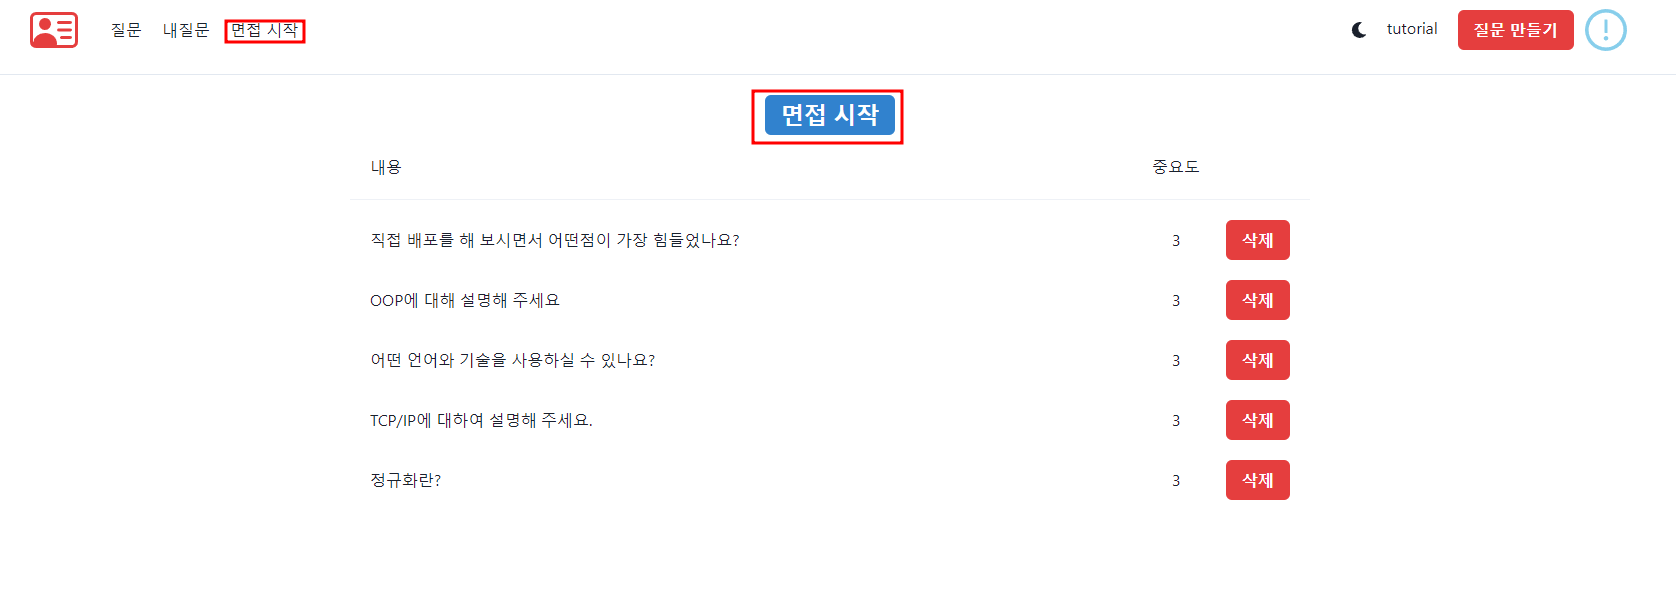 질문 내질문 면접 시작 tutorial 질문 만들기
면접 시작
내용 중요도
직접 배포를 해 보시면서 어떤점이 가장 힘들었나요? 3 삭제
OOP에 대해 설명해 주세요 3 삭제
어떤 언어와 기술을 사용하실 수 있나요? 3 삭제
TCP/IP에 대하여 설명해 주세요. 3 삭제
정규화란? 3 삭제